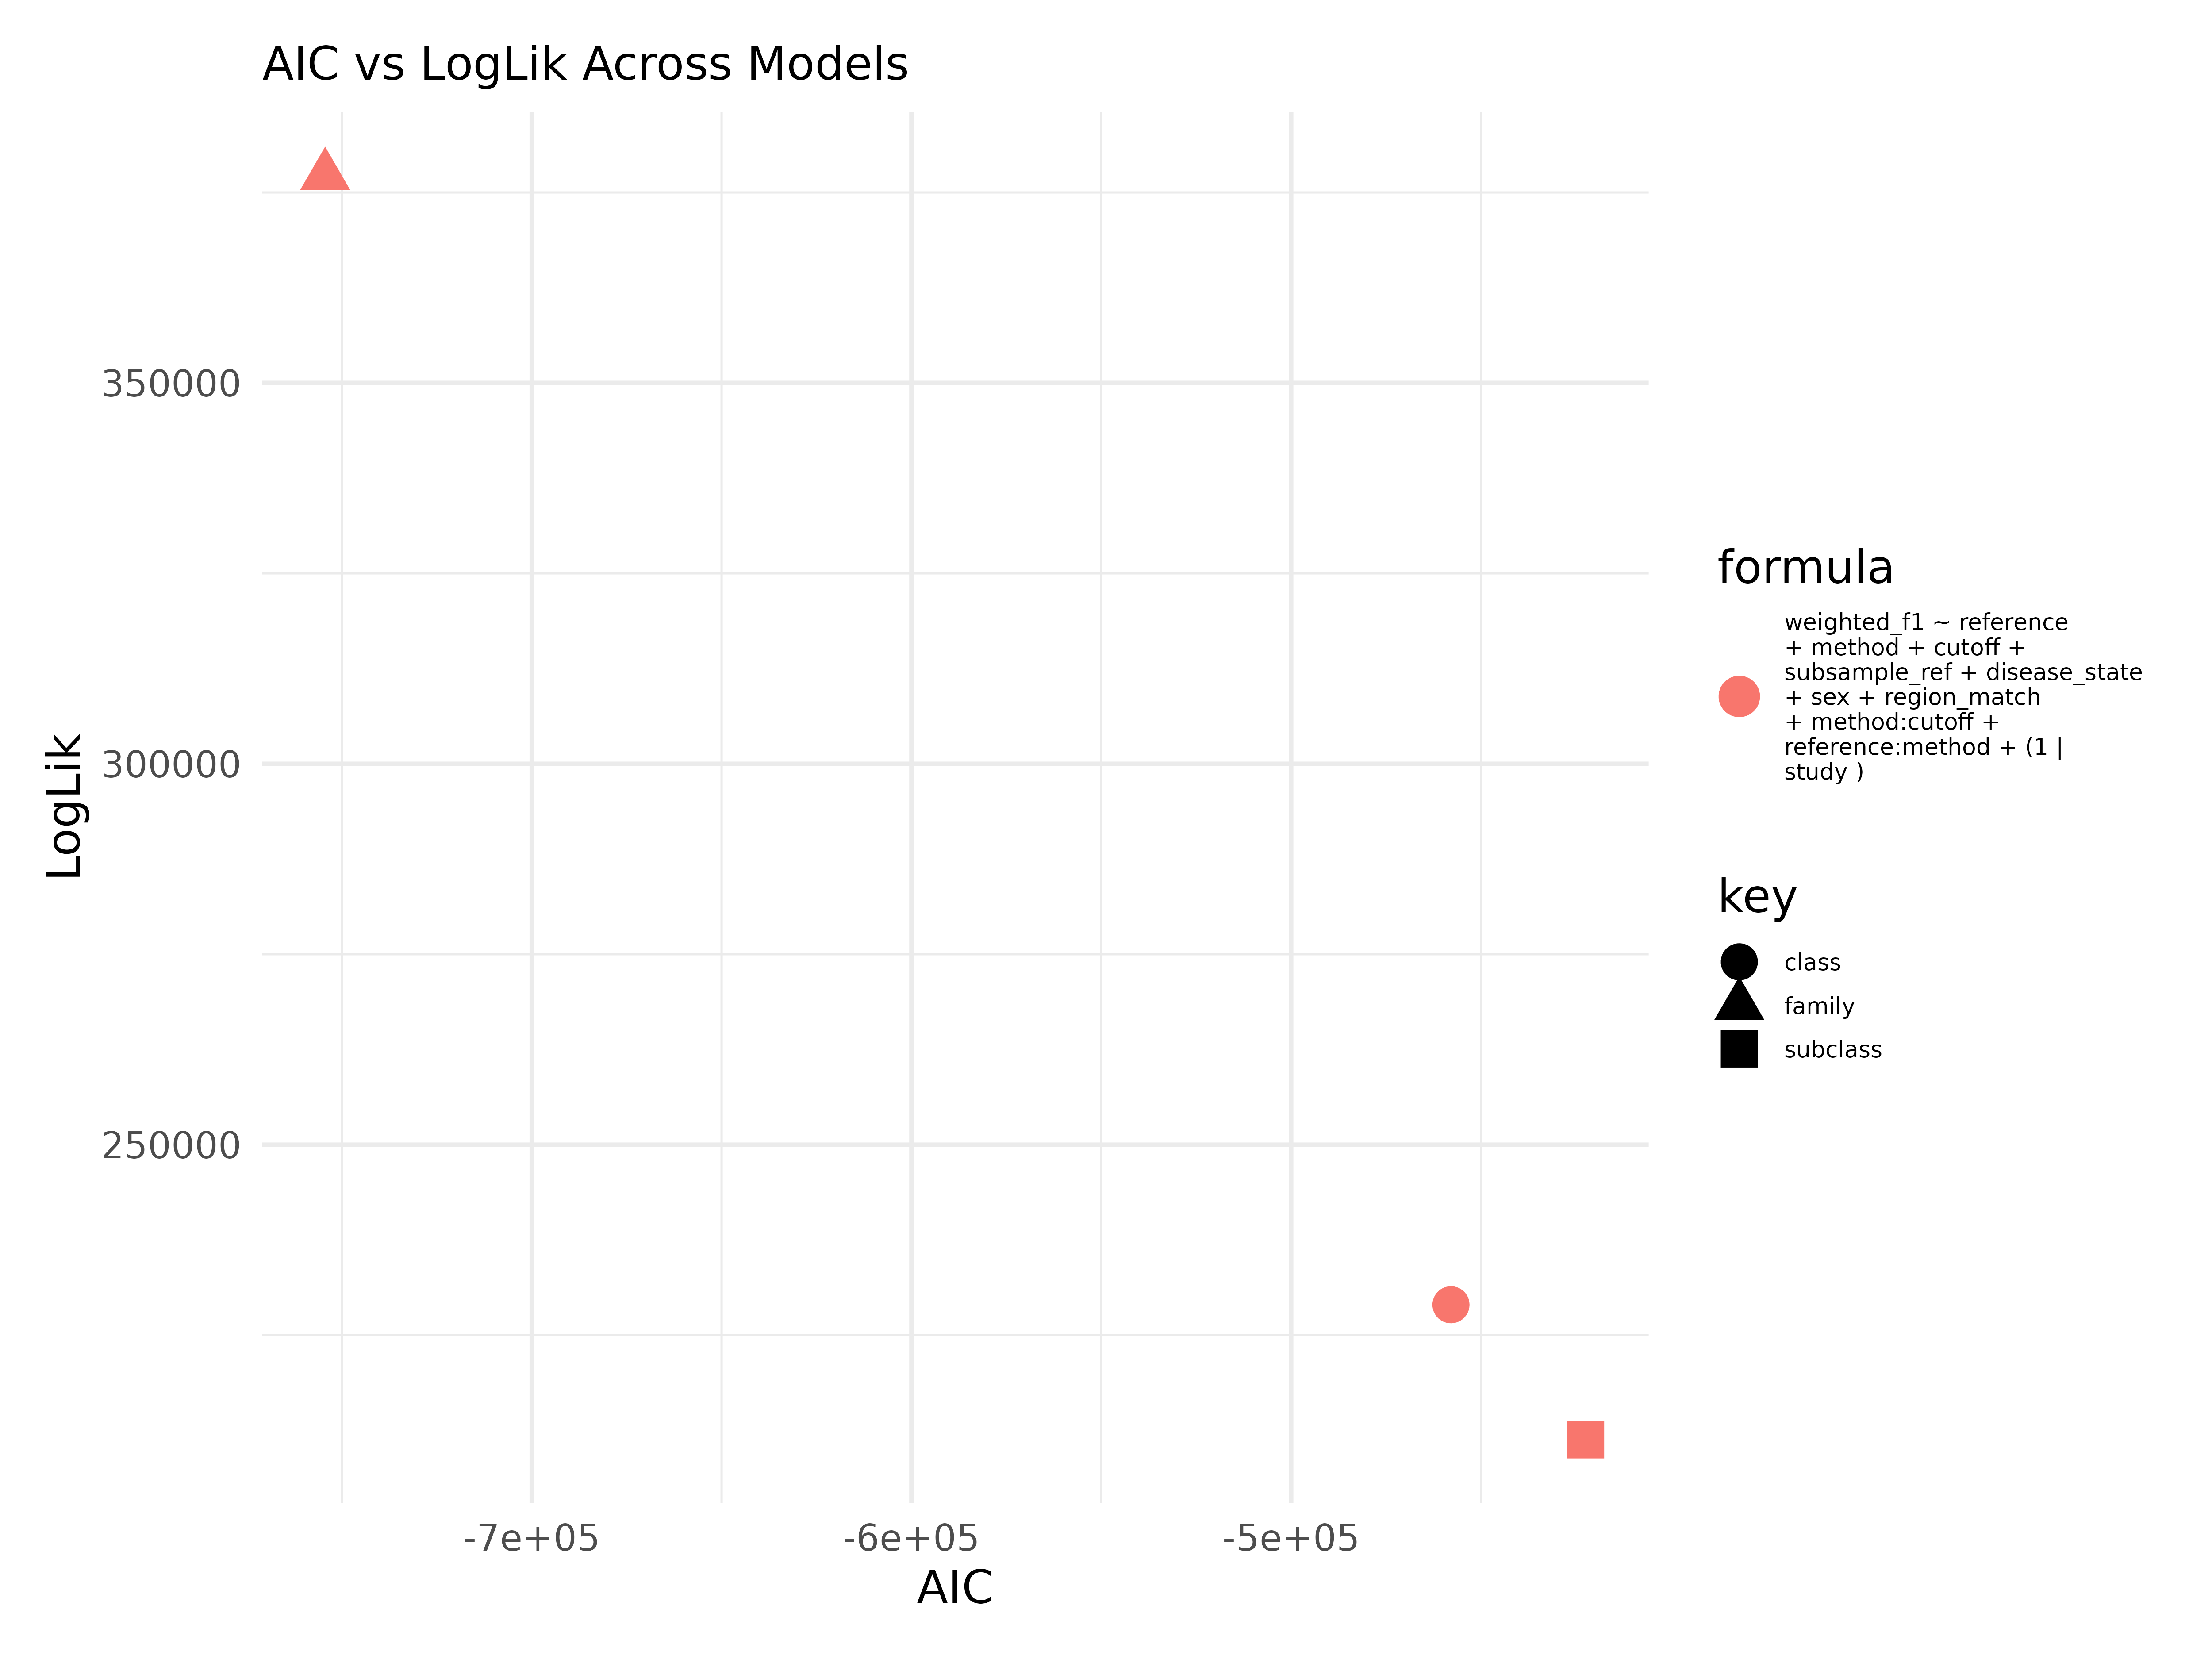 AIC vs LogLik Across Models
LogLik
350000
300000
250000
-7e+05
-6e+05
-5e+05
AIC
formula
weighted_f1 ~ reference
+ method + cutoff +
subsample_ref + disease_state
+ sex + region_match
+ method:cutoff +
reference:method + (1 |
study )
key
class
family
subclass